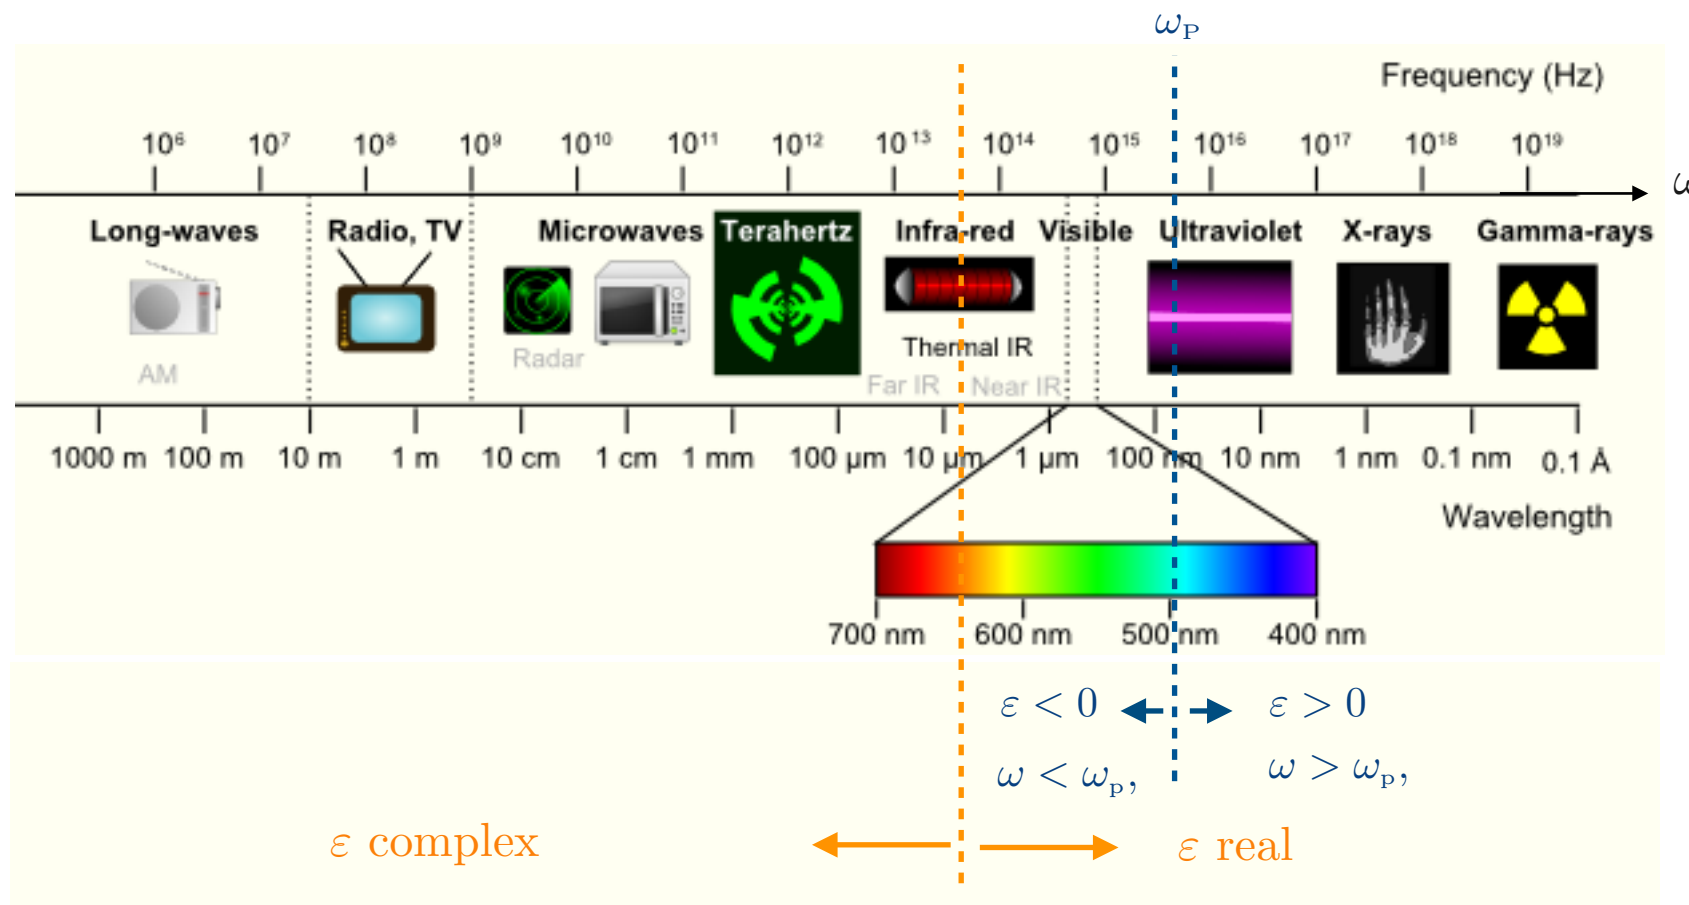 ω_P
Frequency (Hz)
10⁶ 10⁷ 10⁸ 10⁹ 10¹⁰ 10¹¹ 10¹² 10¹³ 10¹⁴ 10¹⁵ 10¹⁶ 10¹⁷ 10¹⁸ 10¹⁹
ω
Long-waves Radio, TV Microwaves Terahertz Infra-red Visible Ultraviolet X-rays Gamma-rays
Thermal IR
Radar
AM
Far IR Near IR
1000 m 100 m 10 m 1 m 10 cm 1 cm 1 mm 100 µm 10 µm 1 µm 100 nm 10 nm 1 nm 0.1 nm 0.1 Å
Wavelength
700 nm 600 nm 500 nm 400 nm
ε < 0 ε > 0
ω < ω_p, ω > ω_p,
ε complex ε real